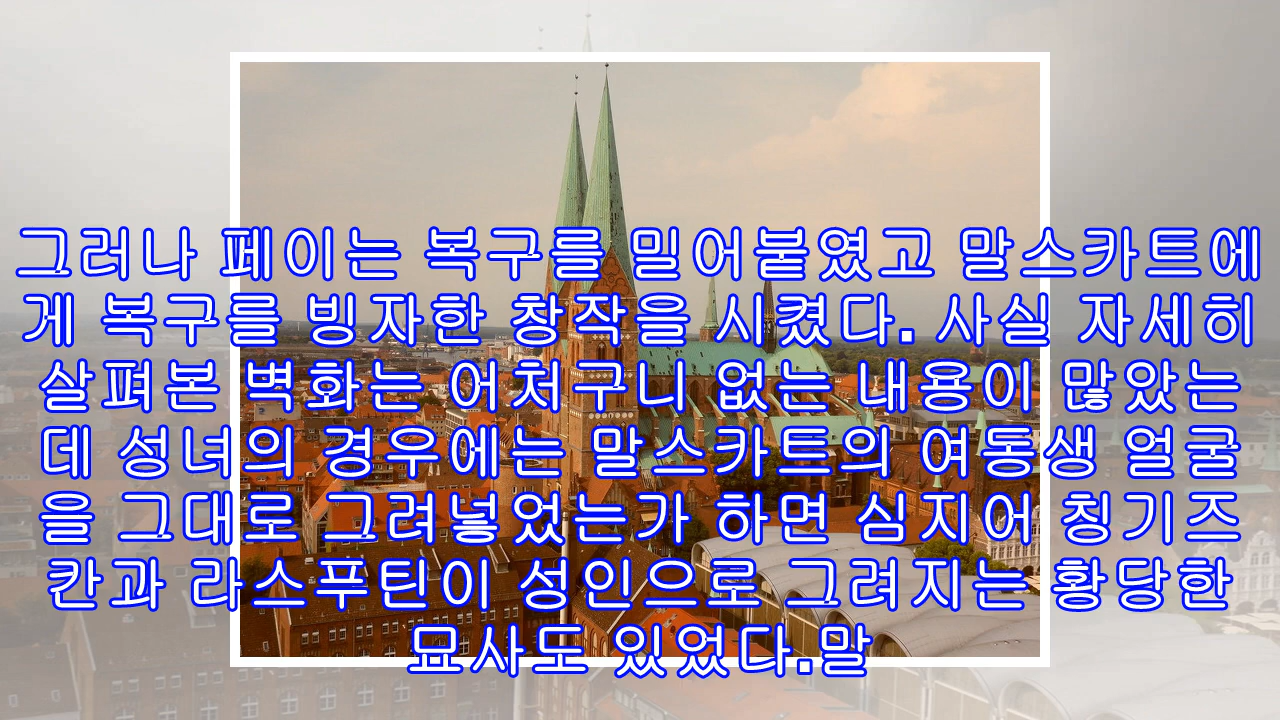 그러나 페이는 복구를 밀어붙였고 말스카트에
게 복구를 빙자한 창작을 시켰다. 사실 자세히
살펴본 벽화는 어처구니 없는 내용이 많았는
데 성녀의 경우에는 말스카트의 여동생 얼굴
을 그대로 그려넣었는가 하면 심지어 칭기즈
칸과 라스푸틴이 성인으로 그려지는 황당한
묘사도 있었다.말